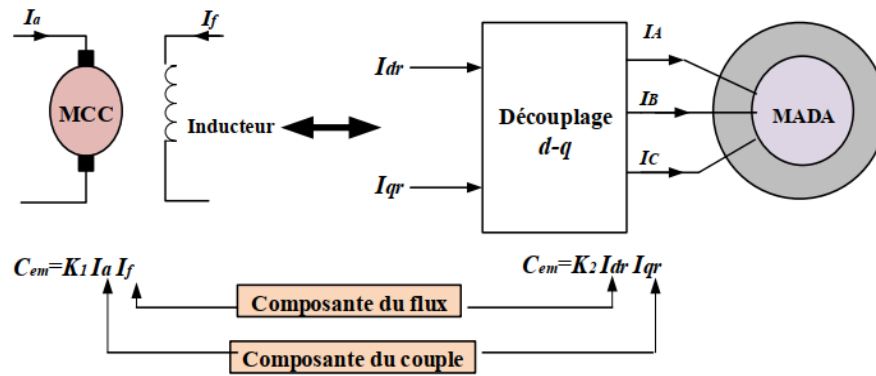 Ia
If
MCC
Inducteur
Idr
Iqr
Découplage
d-q
IA
IB
IC
MADA
Cem=K1 Ia If
Cem=K2 Idr Iqr
Composante du flux
Composante du couple